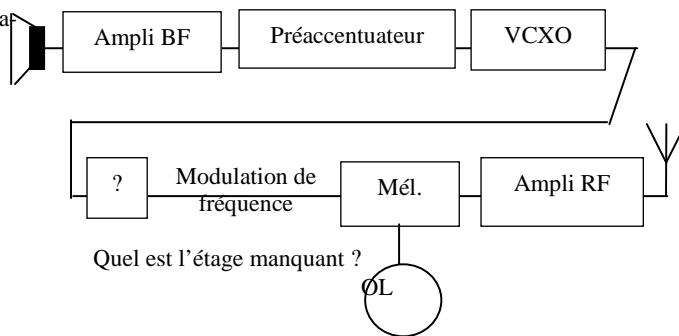 a-
Ampli BF
Préaccentuateur
VCXO
?
Modulation de
fréquence
Mél.
Ampli RF
Quel est l’étage manquant ?
OL